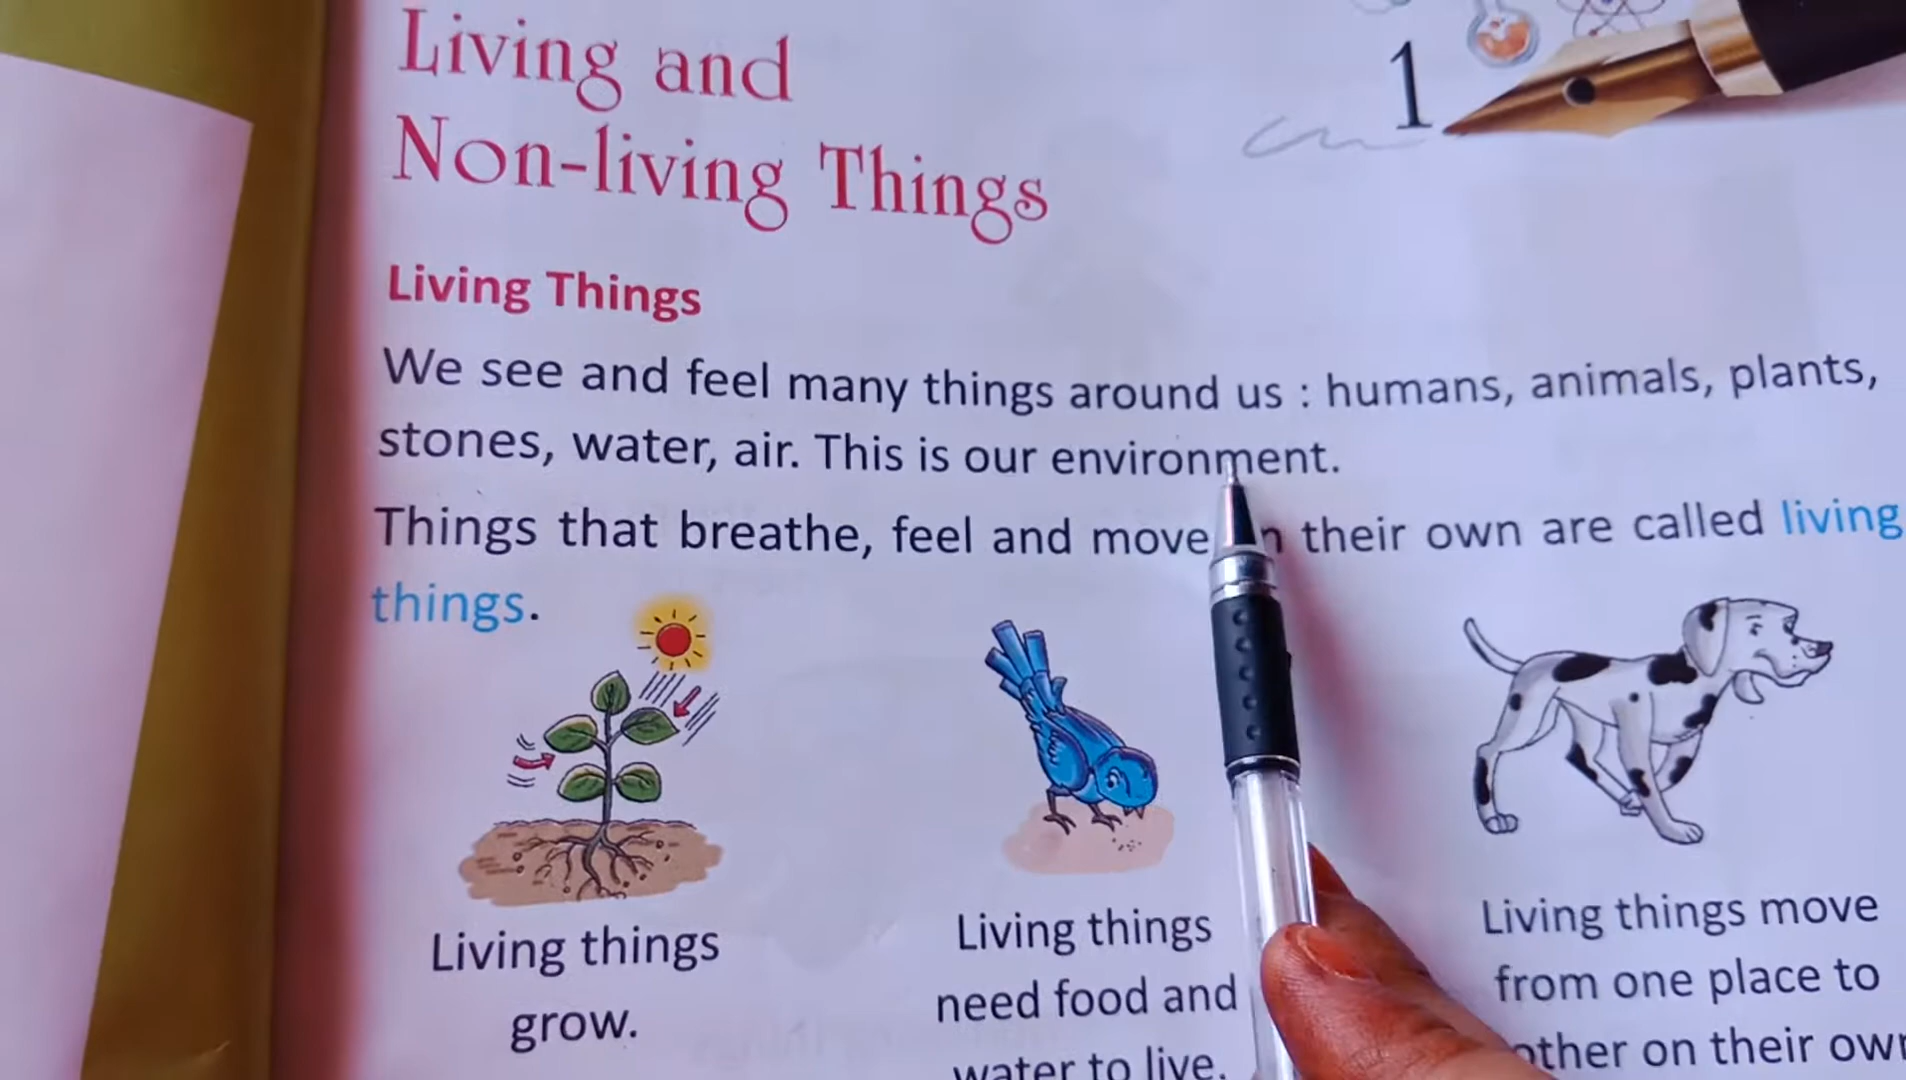 Living and
Non-living Things
1
Living Things
We see and feel many things around us : humans, animals, plants,
stones, water, air. This is our environment.
Things that breathe, feel and move their own are called living
things.
Living things
grow.
Living things
need food and
water to live.
Living things move
from one place to
other on their own